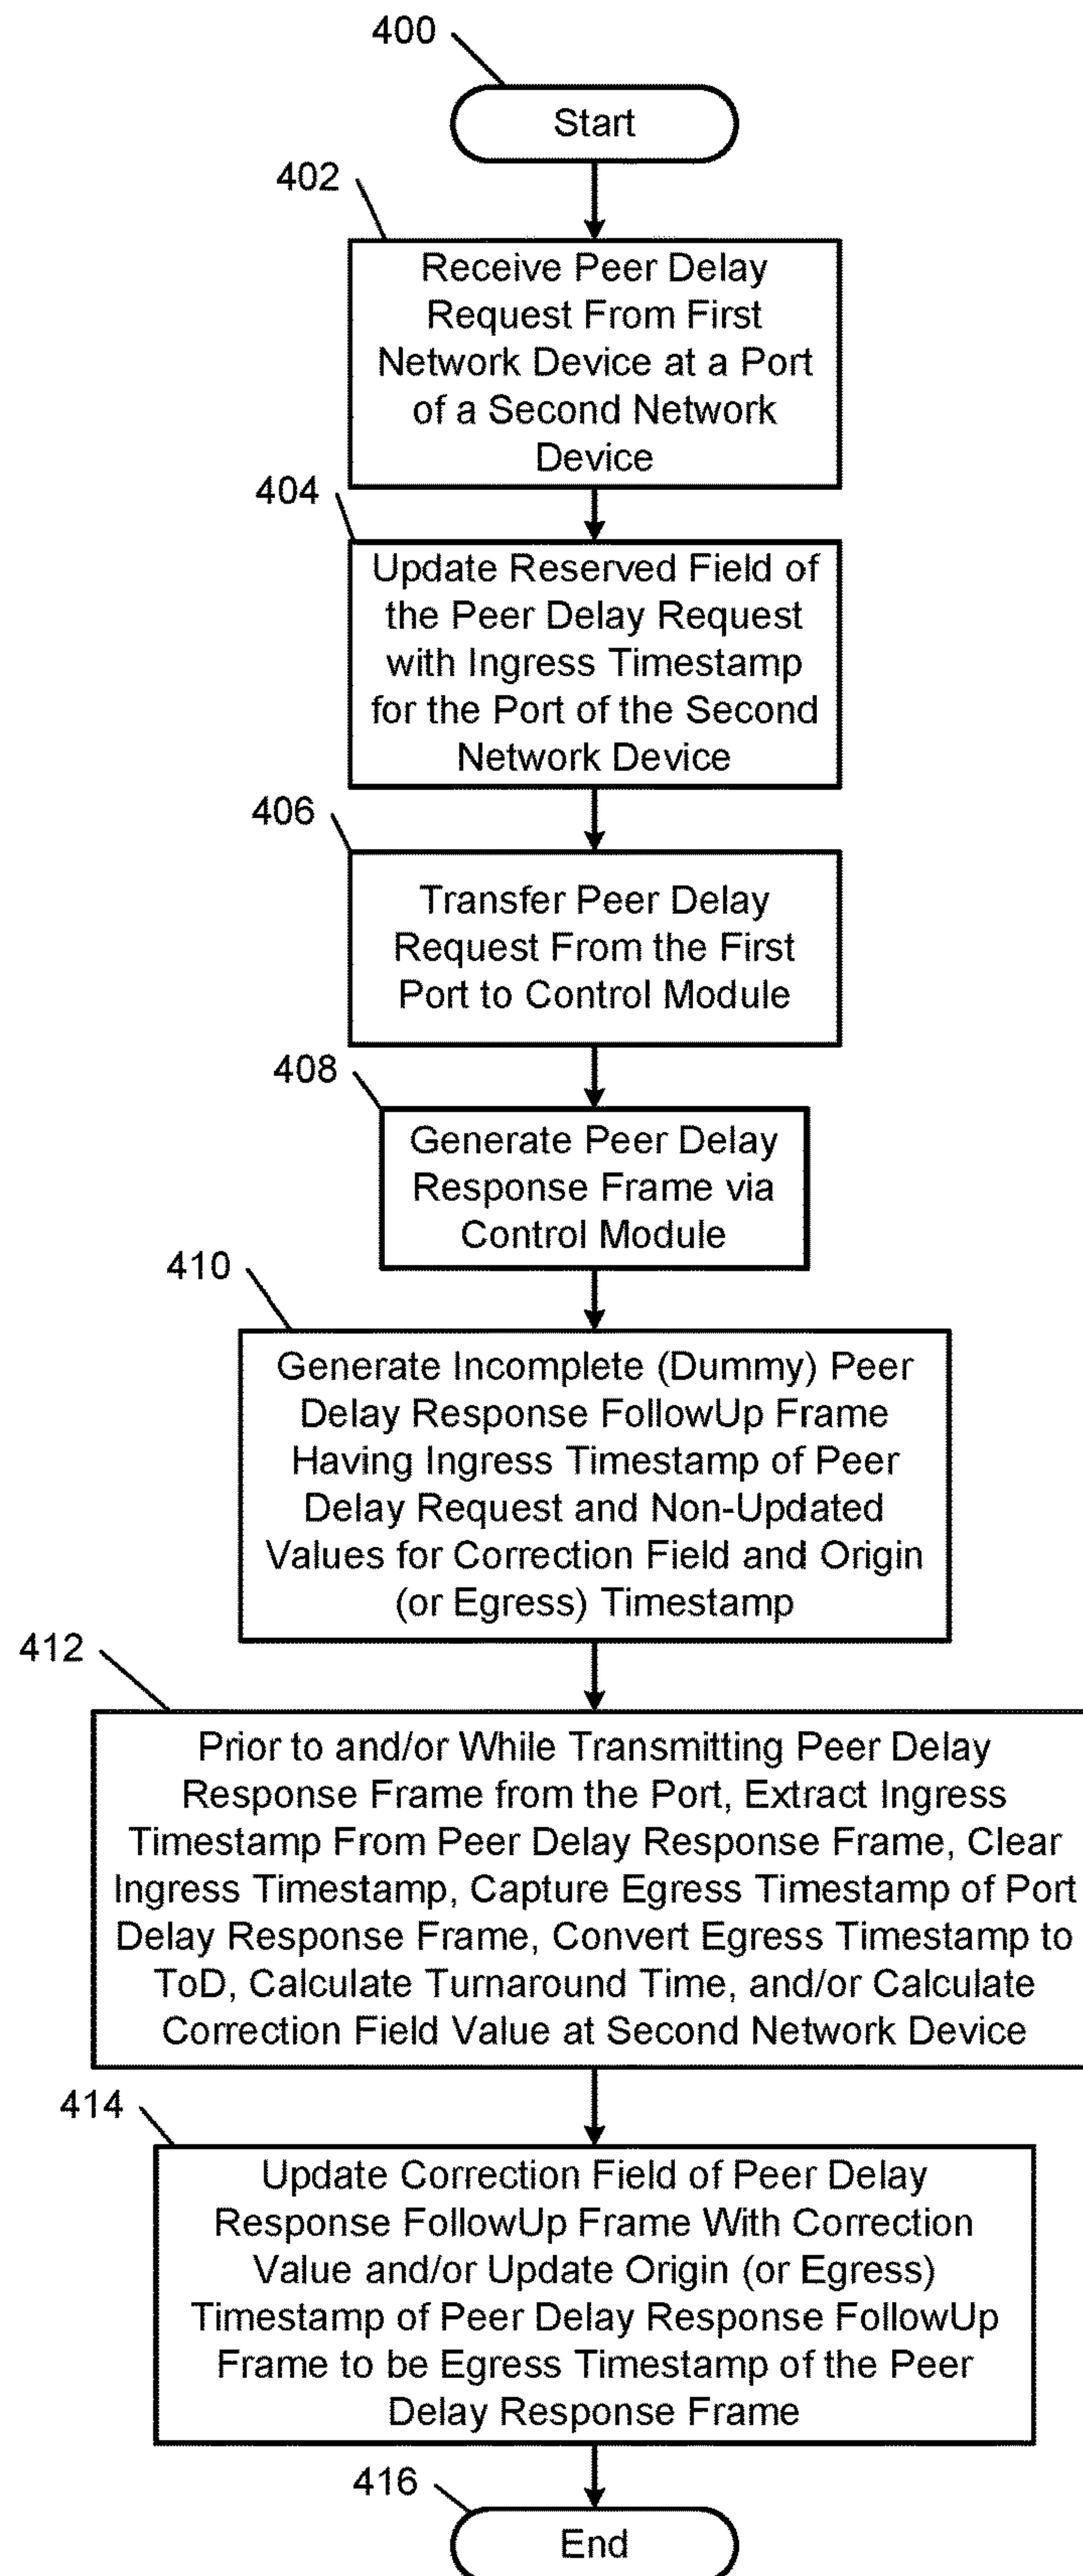 400
Start
402
Receive Peer Delay
Request From First
Network Device at a Port
of a Second Network
Device
404
Update Reserved Field of
the Peer Delay Request
with Ingress Timestamp
for the Port of the Second
Network Device
406
Transfer Peer Delay
Request From the First
Port to Control Module
408
Generate Peer Delay
Response Frame via
Control Module
410
Generate Incomplete (Dummy) Peer
Delay Response FollowUp Frame
Having Ingress Timestamp of Peer
Delay Request and Non-Updated
Values for Correction Field and Origin
(or Egress) Timestamp
412
Prior to and/or While Transmitting Peer Delay
Response Frame from the Port, Extract Ingress
Timestamp From Peer Delay Response Frame, Clear
Ingress Timestamp, Capture Egress Timestamp of Port
Delay Response Frame, Convert Egress Timestamp to
ToD, Calculate Turnaround Time, and/or Calculate
Correction Field Value at Second Network Device
414
Update Correction Field of Peer Delay
Response FollowUp Frame With Correction
Value and/or Update Origin (or Egress)
Timestamp of Peer Delay Response FollowUp
Frame to be Egress Timestamp of the Peer
Delay Response Frame
416
End